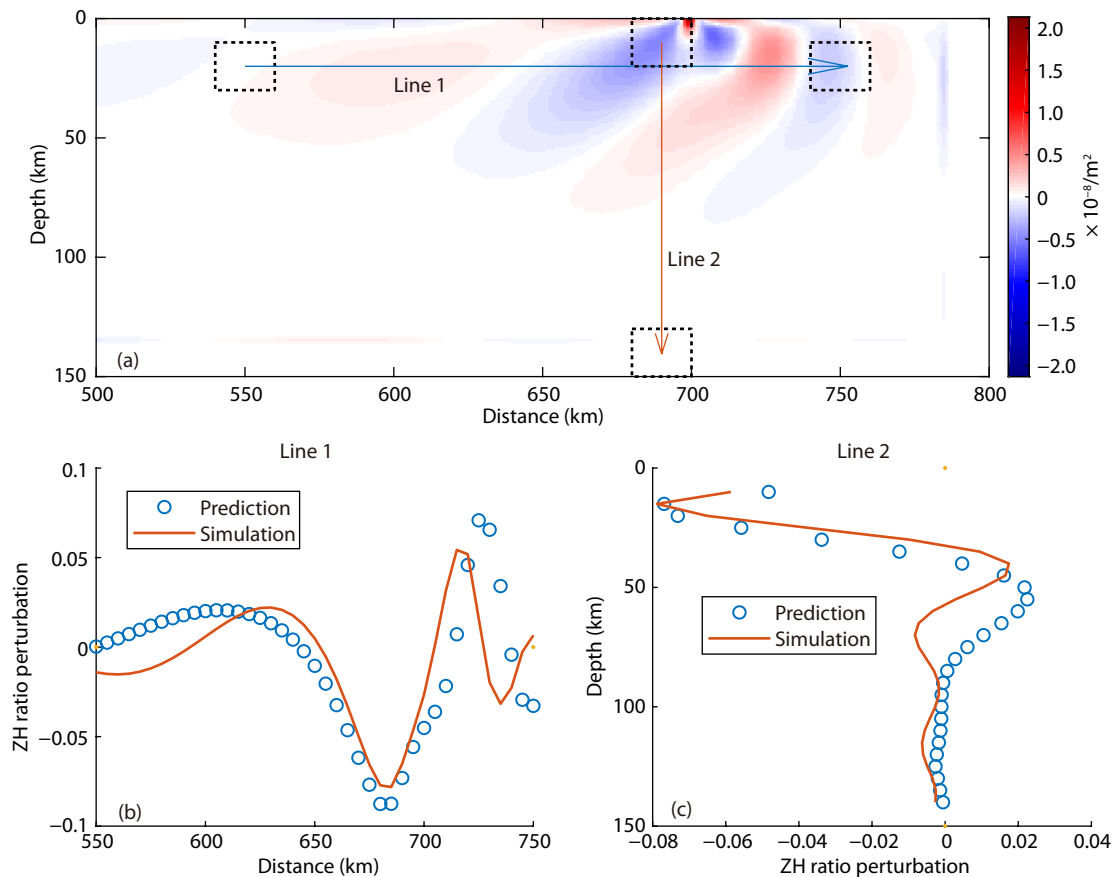 0
50
100
150
Depth (km)
500
550
600
650
700
750
800
Distance (km)
Line 1
Line 2
(a)
2.0
1.5
1.0
0.5
0
−0.5
−1.0
−1.5
−2.0
× 10⁻⁸/m²
Line 1
0.1
0.05
0
−0.05
−0.1
ZH ratio perturbation
Prediction
Simulation
(b)
550
600
650
700
750
Distance (km)
Line 2
0
50
100
150
Depth (km)
Prediction
Simulation
(c)
−0.08
−0.06
−0.04
−0.02
0
0.02
0.04
ZH ratio perturbation